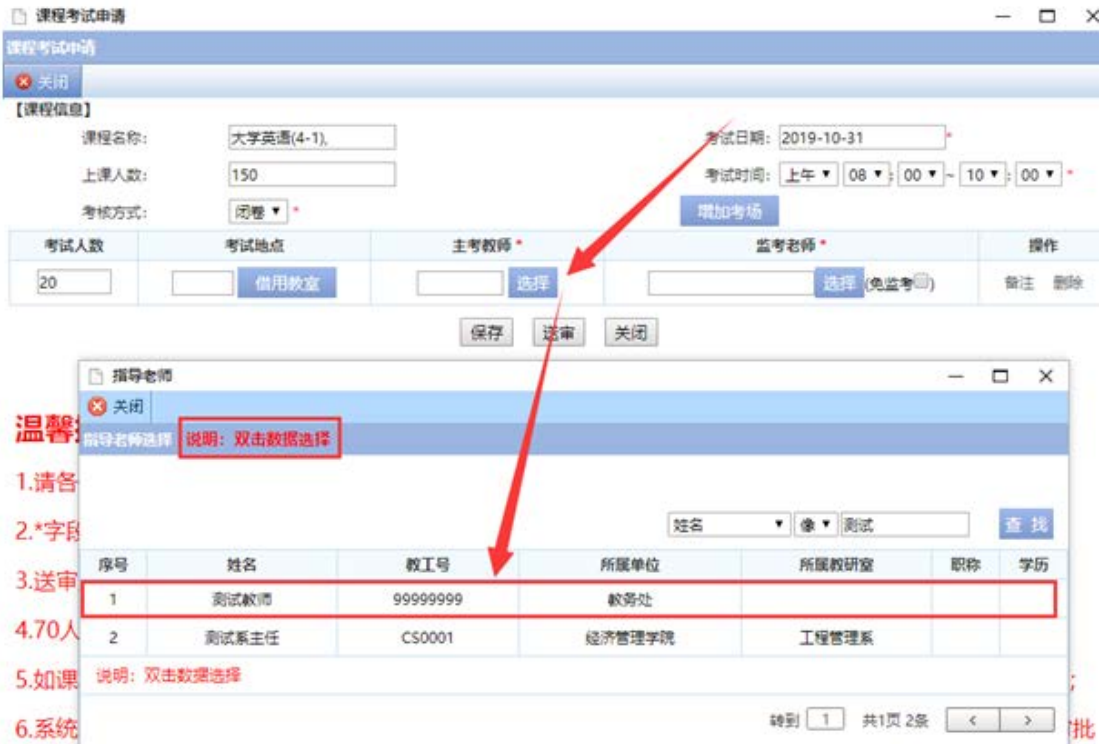 课程考试申请
课程考试申请
关闭
【课程信息】
课程名称: 大学英语(4-1), 考试日期: 2019-10-31 *
上课人数: 150 考试时间: 上午 08 : 00 ~ 10 : 00 *
考核方式: 闭卷 * 增加考场
考试人数 考试地点 主考教师 * 监考老师 * 操作
20 借用教室 选择 选择 (免监考) 备注 删除
保存 送审 关闭
指导老师
关闭
温馨
指导老师选择 说明：双击数据选择
1.请各
姓名 像 测试 查 找
2.*字段
序号 姓名 教工号 所属单位 所属教研室 职称 学历
3.送审
1 测试教师 99999999 教务处
4.70人
2 测试系主任 CS0001 经济管理学院 工程管理系
5.如课
说明：双击数据选择
转到 1 共1页 2条 < >
6.系统 批